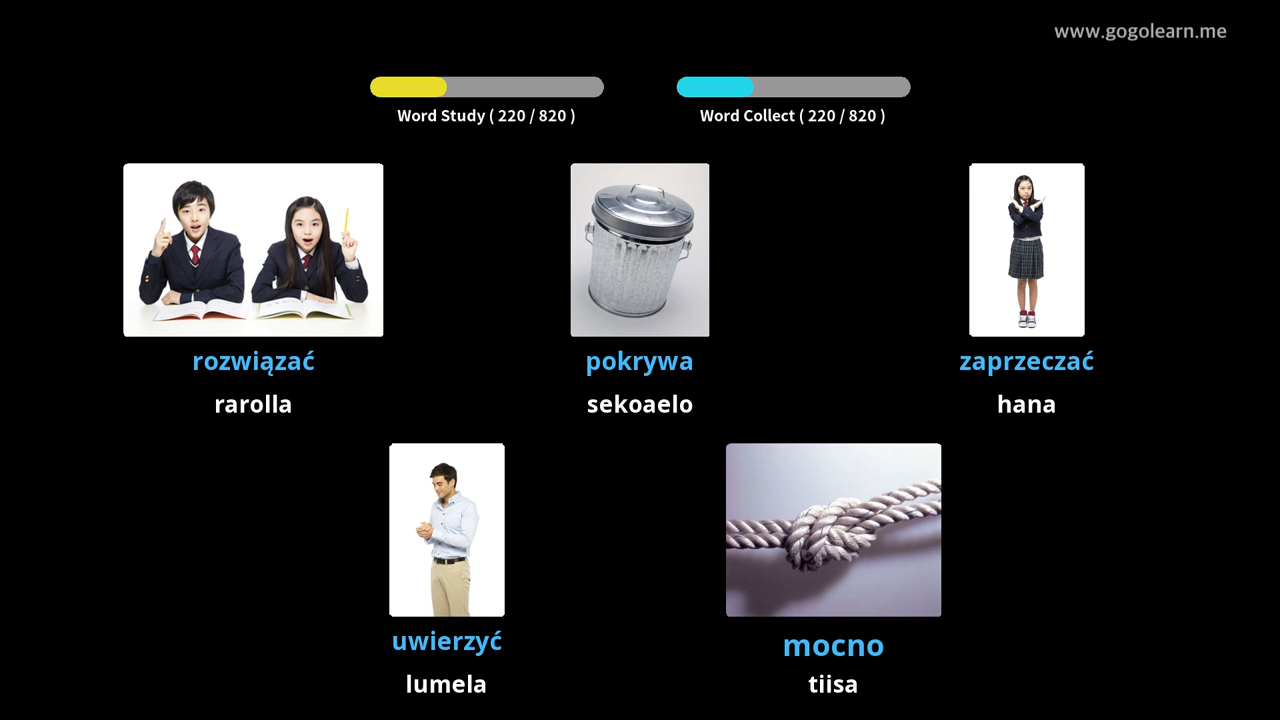 www.gogolearn.me
Word Study ( 220 / 820 )
Word Collect ( 220 / 820 )
rozwiązać
rarolla
pokrywa
sekoaelo
zaprzeczać
hana
uwierzyć
lumela
mocno
tiisa